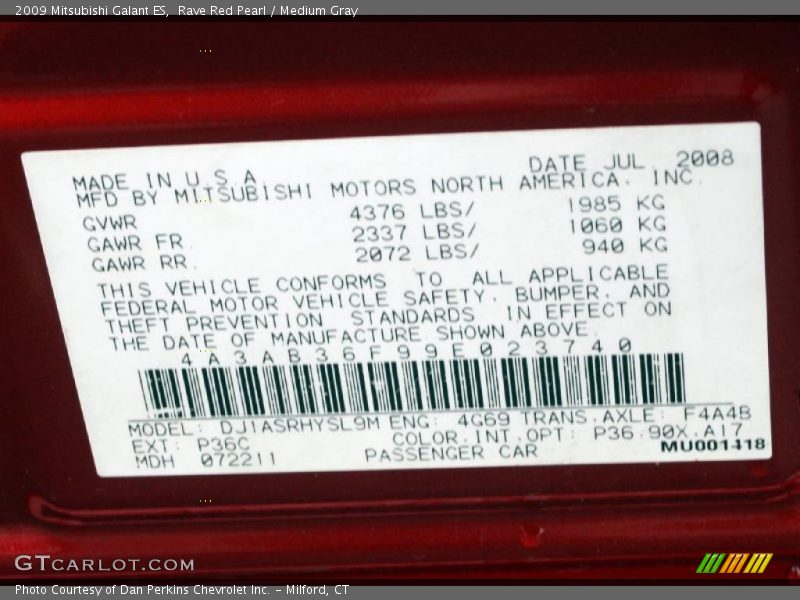 2009 Mitsubishi Galant ES,  Rave Red Pearl / Medium Gray
MADE IN U S A DATE JUL 2008
MFD BY MITSUBISHI MOTORS NORTH AMERICA. INC.
GVWR 4376 LBS/ 1985 KG
GAWR FR. 2337 LBS/ 1060 KG
GAWR RR. 2072 LBS/ 940 KG
THIS VEHICLE CONFORMS TO ALL APPLICABLE
FEDERAL MOTOR VEHICLE SAFETY. BUMPER. AND
THEFT PREVENTION STANDARDS IN EFFECT ON
THE DATE OF MANUFACTURE SHOWN ABOVE.
4A3AB36F99E023740
MODEL: DJ1ASRHYSL9M ENG: 4G69 TRANS.AXLE: F4A4B
EXT: P36C COLOR.INT.OPT: P36.90X.A17
MDH 072211 PASSENGER CAR MU001418
GTCARLOT.COM
Photo Courtesy of Dan Perkins Chevrolet Inc. – Milford, CT